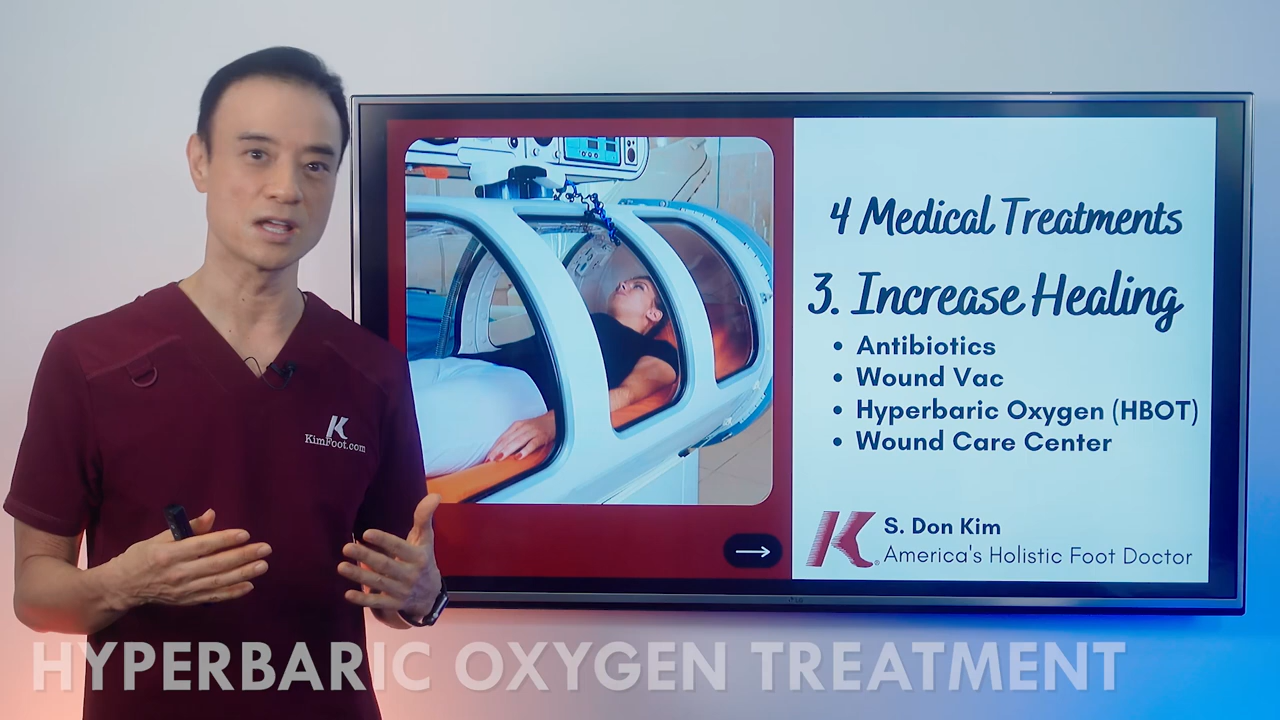 4 Medical Treatments
3. Increase Healing
• Antibiotics
• Wound Vac
• Hyperbaric Oxygen (HBOT)
• Wound Care Center
K
KimFoot.com
K® S. Don Kim
America's Holistic Foot Doctor
LG
HYPERBARIC OXYGEN TREATMENT